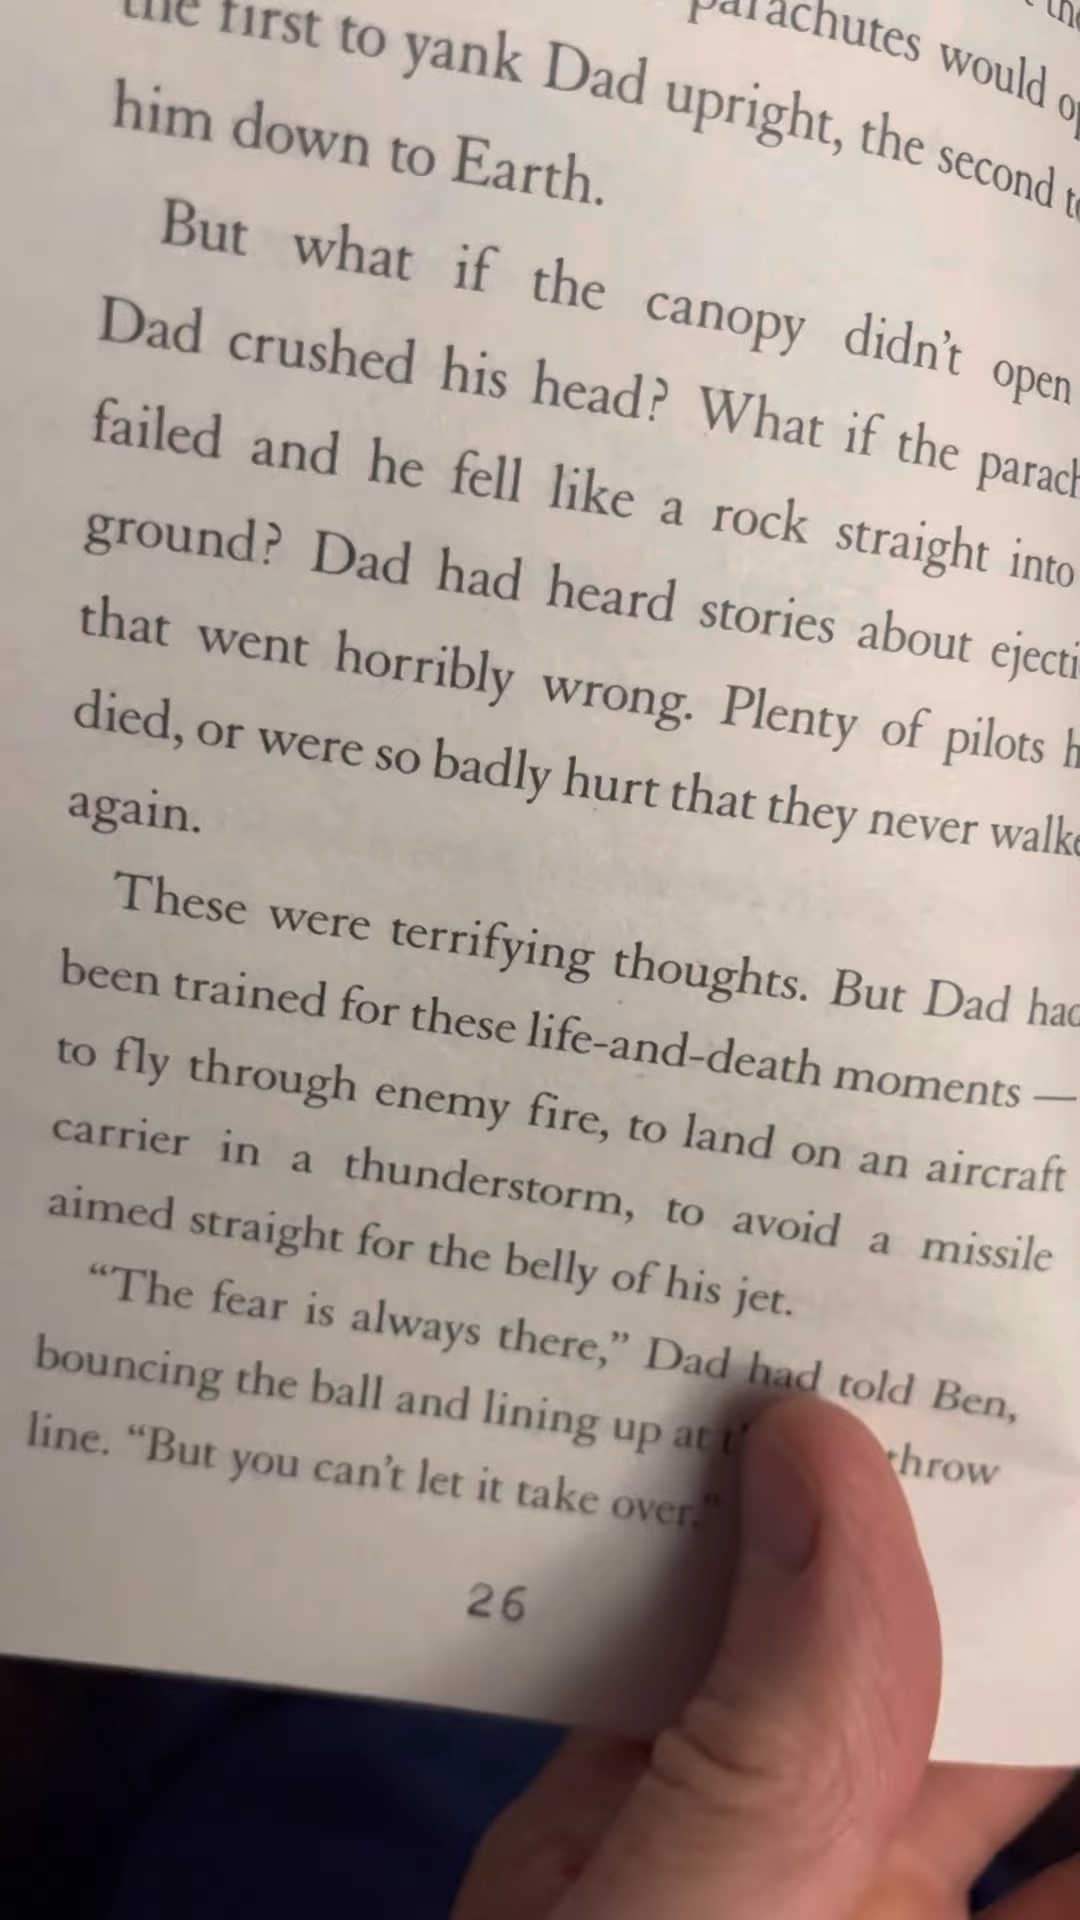 parachutes would
the first to yank Dad upright, the second
him down to Earth.
But what if the canopy didn't open
Dad crushed his head? What if the
failed and he fell like a rock straight into
ground? Dad had heard stories about
that went horribly wrong. Plenty of pilots
died, or were so badly hurt that they never
again.
These were terrifying thoughts. But Dad had
been trained for these life-and-death moments —
to fly through enemy fire, to land on an aircraft
carrier in a thunderstorm, to avoid a missile
aimed straight for the belly of his jet.
“The fear is always there,” Dad had told Ben,
bouncing the ball and lining up at throw
line. “But you can't let it take over.”
26